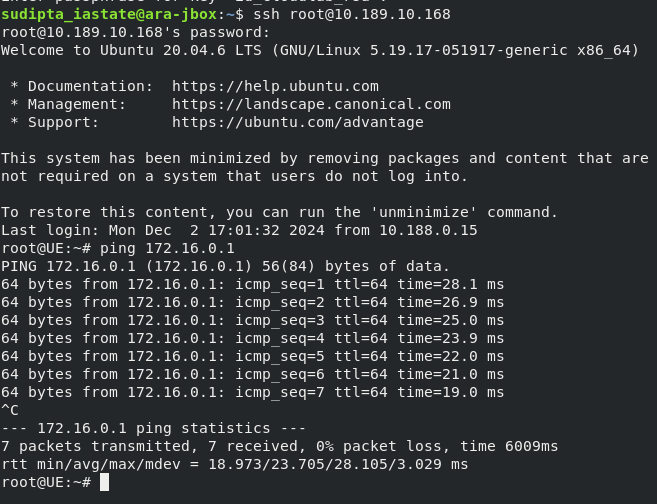 sudipta_iastate@ara-jbox:~$ ssh root@10.189.10.168
root@10.189.10.168's password:
Welcome to Ubuntu 20.04.6 LTS (GNU/Linux 5.19.17-051917-generic x86_64)

 * Documentation:  https://help.ubuntu.com
 * Management:     https://landscape.canonical.com
 * Support:        https://ubuntu.com/advantage

This system has been minimized by removing packages and content that are
not required on a system that users do not log into.

To restore this content, you can run the 'unminimize' command.
Last login: Mon Dec  2 17:01:32 2024 from 10.188.0.15
root@UE:~# ping 172.16.0.1
PING 172.16.0.1 (172.16.0.1) 56(84) bytes of data.
64 bytes from 172.16.0.1: icmp_seq=1 ttl=64 time=28.1 ms
64 bytes from 172.16.0.1: icmp_seq=2 ttl=64 time=26.9 ms
64 bytes from 172.16.0.1: icmp_seq=3 ttl=64 time=25.0 ms
64 bytes from 172.16.0.1: icmp_seq=4 ttl=64 time=23.9 ms
64 bytes from 172.16.0.1: icmp_seq=5 ttl=64 time=22.0 ms
64 bytes from 172.16.0.1: icmp_seq=6 ttl=64 time=21.0 ms
64 bytes from 172.16.0.1: icmp_seq=7 ttl=64 time=19.0 ms
^C
--- 172.16.0.1 ping statistics ---
7 packets transmitted, 7 received, 0% packet loss, time 6009ms
rtt min/avg/max/mdev = 18.973/23.705/28.105/3.029 ms
root@UE:~#